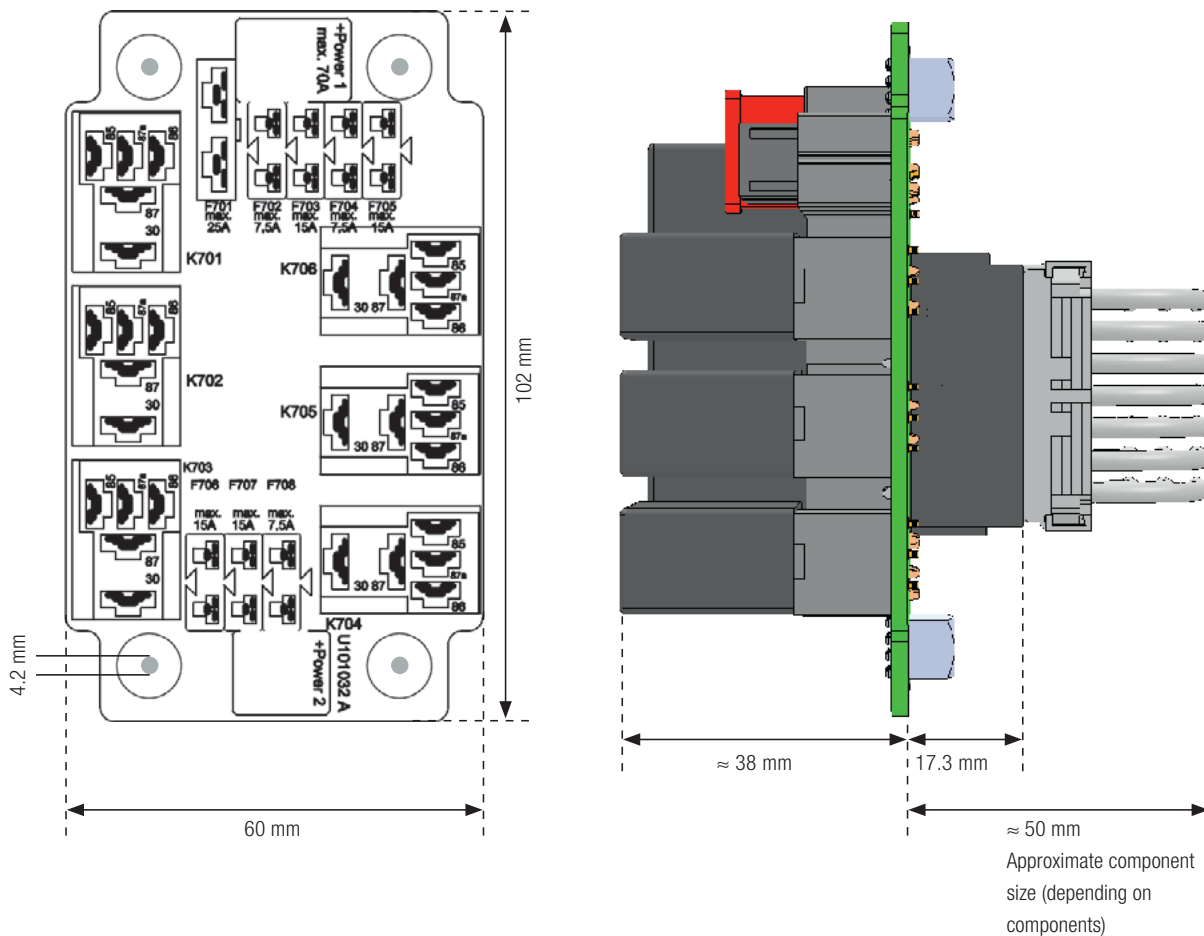 +Power 1
max. 70A
85
87a
86
87
30
K701
F701
max.
25A
F702
max.
7,5A
F703
max.
15A
F704
max.
7,5A
F705
max.
15A
K706
30 87
85
87a
86
85
87a
86
87
30
K702
K705
30 87
85
87a
86
K703
85
87a
86
87
30
F706 F707 F708
max.
15A
max.
15A
max.
7,5A
30 87
85
87a
86
K704
+Power 2
U101032 A
4.2 mm
60 mm
102 mm
≈ 38 mm
17.3 mm
≈ 50 mm
Approximate component
size (depending on
components)